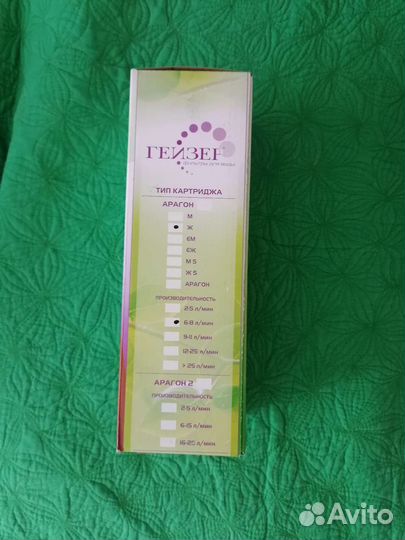 ГЕЙЗЕР
ФИЛЬТРЫ ДЛЯ ВОДЫ
ТИП КАРТРИДЖА
АРАГОН
М
Ж
ЕМ
ЕЖ
М 5
Ж 5
АРАГОН
ПРОИЗВОДИТЕЛЬНОСТЬ
2-5 л/мин
6-8 л/мин
9-11 л/мин
12-25 л/мин
> 25 л/мин
АРАГОН 2
ПРОИЗВОДИТЕЛЬНОСТЬ
2-5 л/мин
6-15 л/мин
16-25 л/мин
Avito